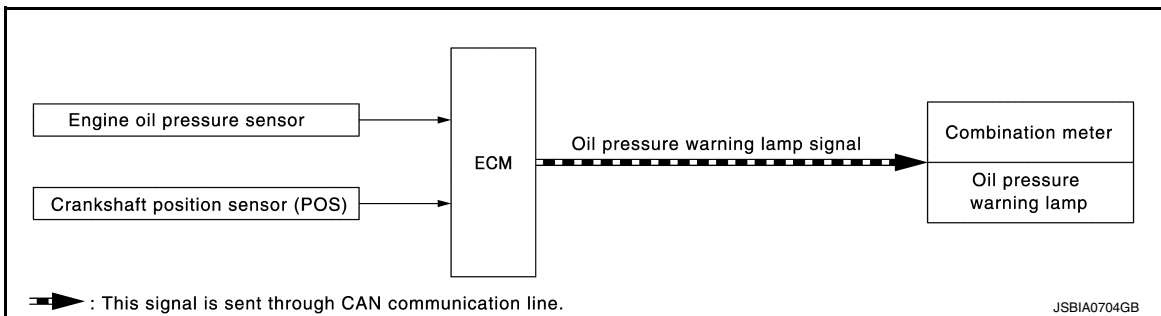 Engine oil pressure sensor
Crankshaft position sensor (POS)
ECM
Oil pressure warning lamp signal
Combination meter
Oil pressure
warning lamp
: This signal is sent through CAN communication line.
JSBIA0704GB